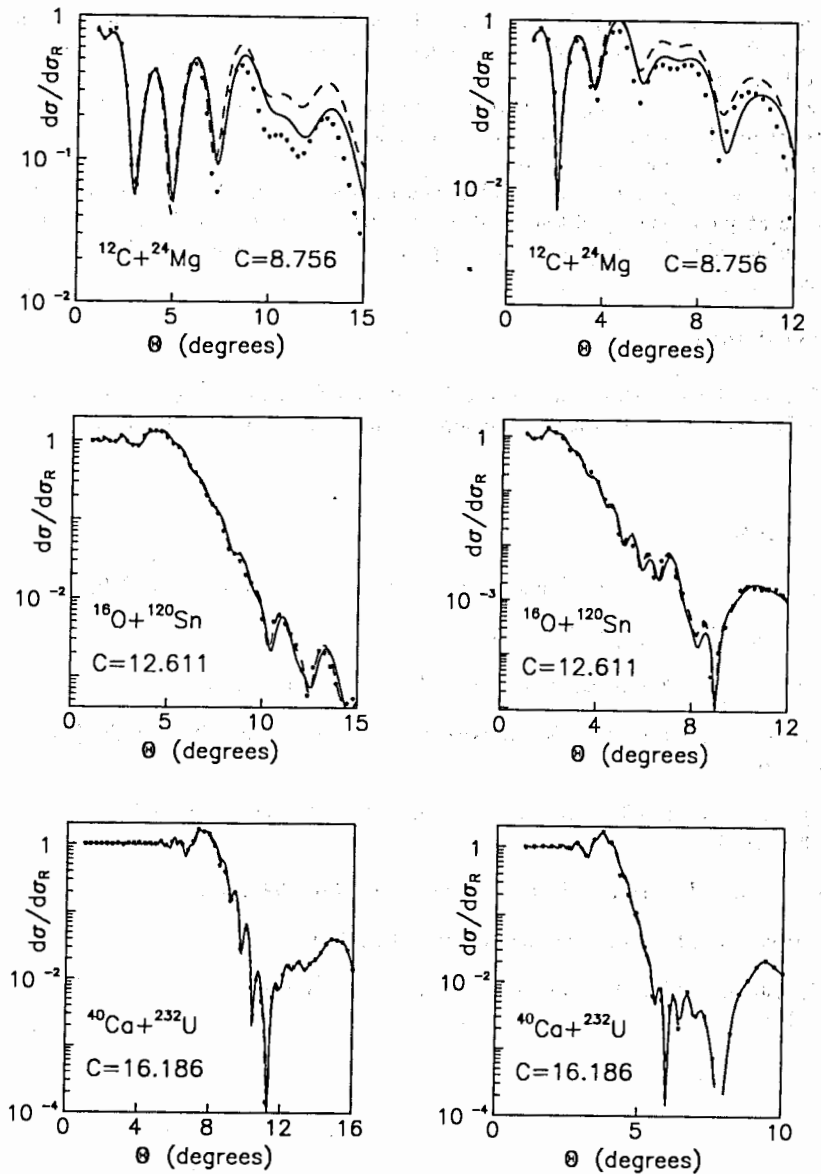 1
dσ/dσR
10⁻¹
10⁻²
¹²C+²⁴Mg C=8.756
0 5 10 15
Θ (degrees)
1
dσ/dσR
10⁻²
¹²C+²⁴Mg C=8.756
0 4 8 12
Θ (degrees)
1
dσ/dσR
10⁻²
¹⁶O+¹²⁰Sn
C=12.611
0 5 10 15
Θ (degrees)
1
dσ/dσR
10⁻³
¹⁶O+¹²⁰Sn
C=12.611
0 4 8 12
Θ (degrees)
1
dσ/dσR
10⁻²
10⁻⁴
⁴⁰Ca+²³²U
C=16.186
0 4 8 12 16
Θ (degrees)
1
dσ/dσR
10⁻²
10⁻⁴
⁴⁰Ca+²³²U
C=16.186
0 5 10
Θ (degrees)